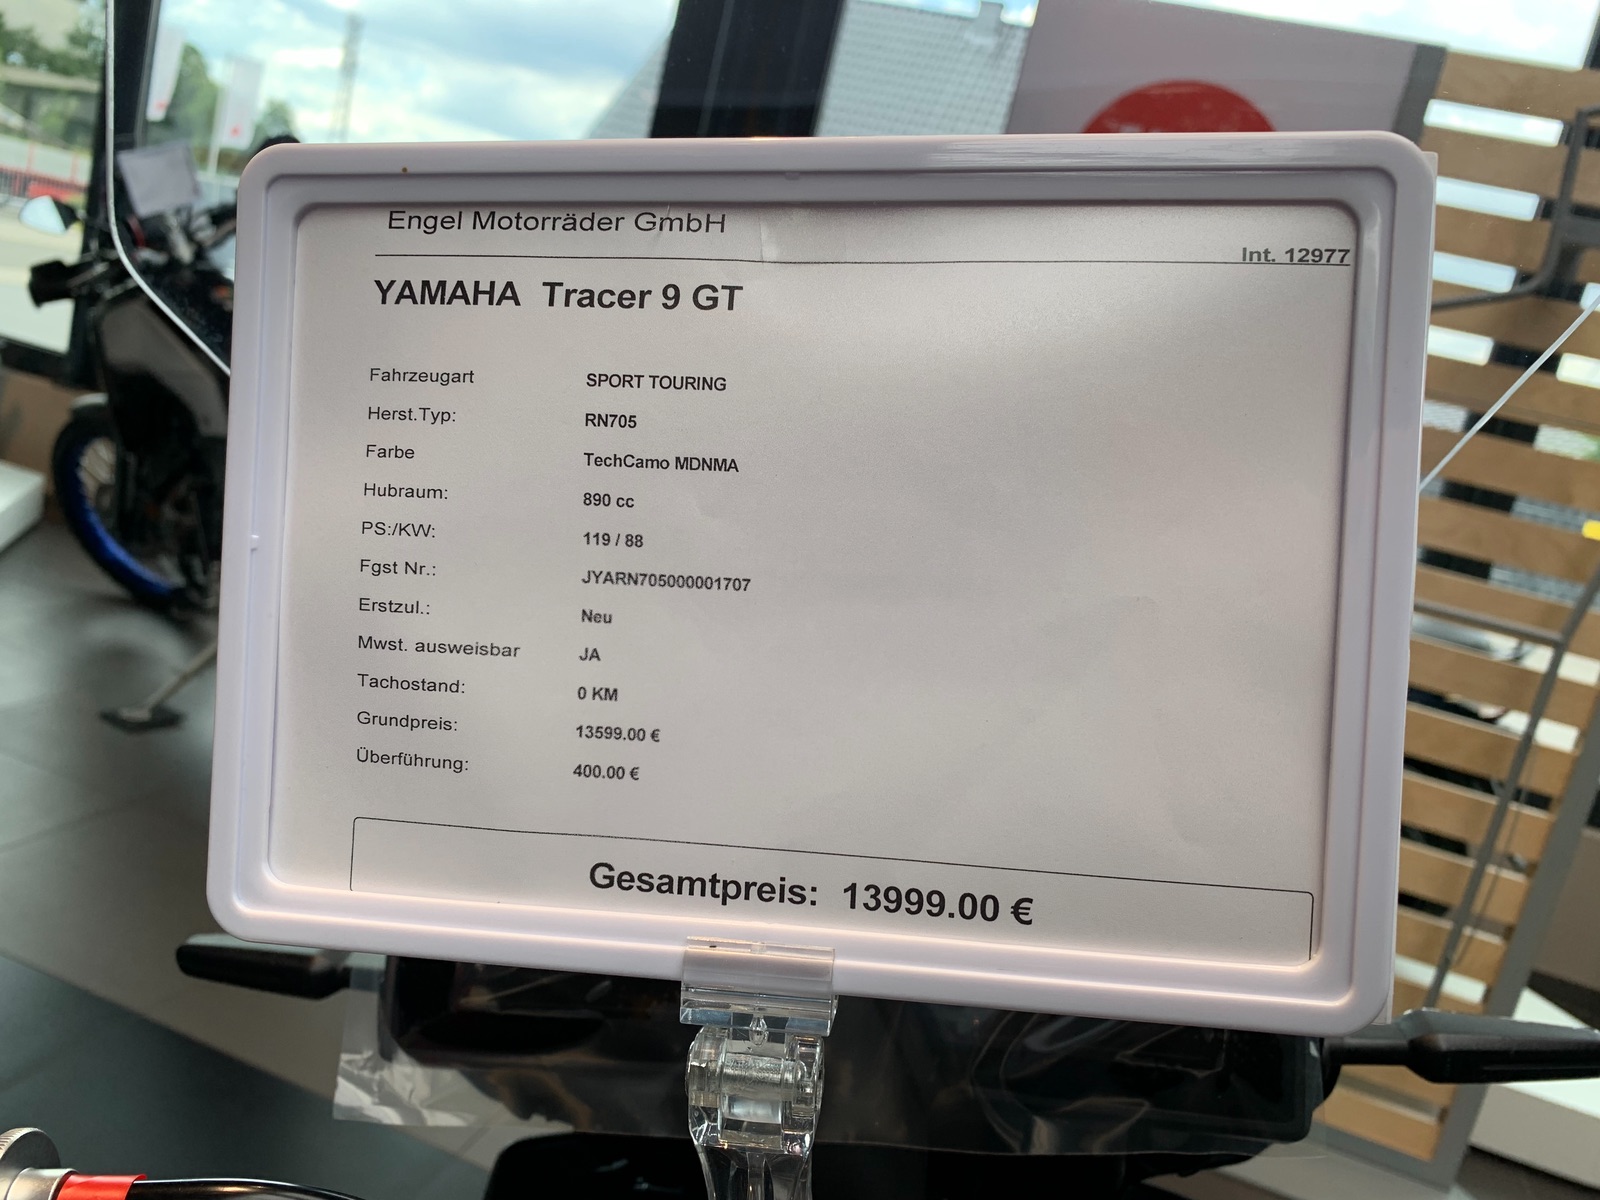 Engel Motorräder GmbH
Int. 12977
YAMAHA Tracer 9 GT
Fahrzeugart SPORT TOURING
Herst.Typ: RN705
Farbe TechCamo MDNMA
Hubraum: 890 cc
PS:/KW: 119 / 88
Fgst Nr.: JYARN705000001707
Erstzul.: Neu
Mwst. ausweisbar JA
Tachostand: 0 KM
Grundpreis: 13599.00 €
Überführung: 400.00 €
Gesamtpreis: 13999.00 €